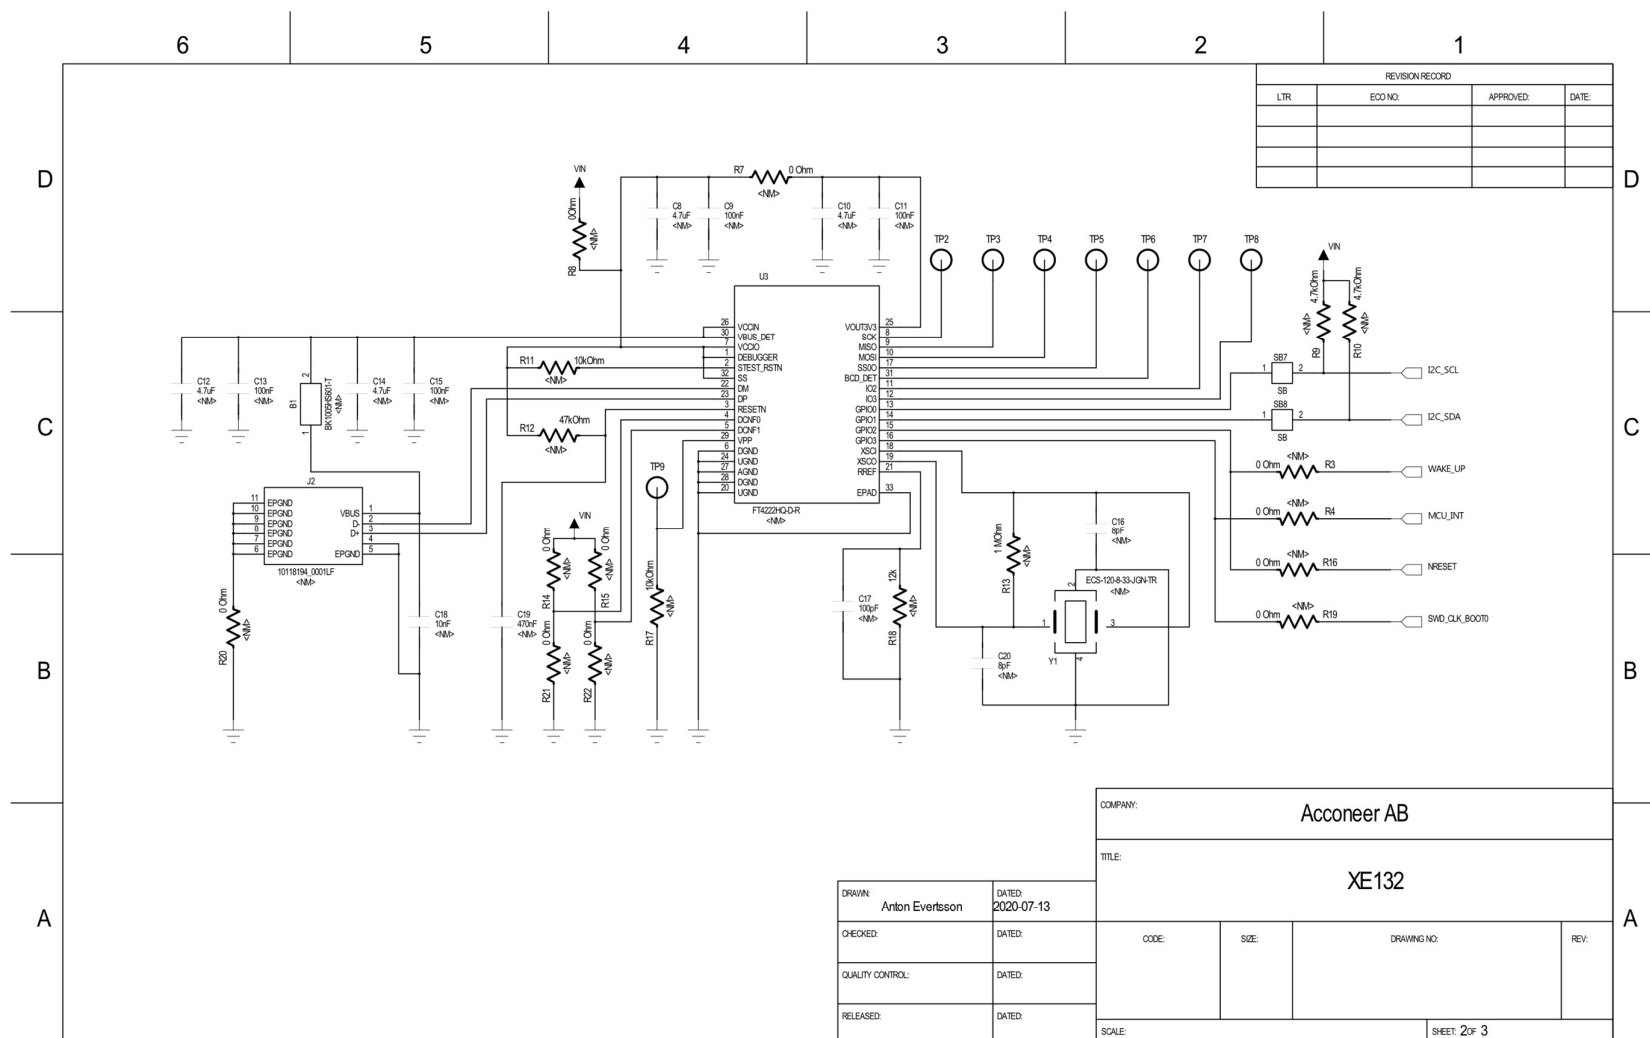 6 5 4 3 2 1
REVISION RECORD
LTR ECO NO: APPROVED: DATE:
D D
VIN
0Ohm
<NM>
R8
R7 0 Ohm
<NM>
C8
4.7uF
<NM>
C9
100nF
<NM>
C10
4.7uF
<NM>
C11
100nF
<NM>
TP2 TP3 TP4 TP5 TP6 TP7 TP8
VIN
4.7kOhm
<NM>
R9
4.7kOhm
<NM>
R10
U3
26 VCCIN
30 VBUS_DET
7 VCCIO
1 DEBUGGER
2 STEST_RSTN
32 SS
22 DM
23 DP
3 RESETN
4 DCNF0
5 DCNF1
29 VPP
6 DGND
24 UGND
27 AGND
28 DGND
20 UGND
VOUT3V3 25
SCK 8
MISO 9
MOSI 10
SS0O 17
BCD_DET 31
IO2 11
IO3 12
GPIO0 13
GPIO1 14
GPIO2 15
GPIO3 16
XSCI 18
XSCO 19
RREF 21
EPAD 33
FT4222HQ-D-R
<NM>
R11 10kOhm
<NM>
47kOhm
R12
<NM>
C C
C12
4.7uF
<NM>
C13
100nF
<NM>
2
B1
BK1005HS601-T
<NM>
1
C14
4.7uF
<NM>
C15
100nF
<NM>
SB7
1 2
SB
I2C_SCL
SB8
1 2
SB
I2C_SDA
<NM>
0 Ohm R3
WAKE_UP
<NM>
0 Ohm R4
MCU_INT
<NM>
0 Ohm R16
NRESET
<NM>
0 Ohm R19
SWD_CLK_BOOT0
J2
11 EPGND
10 EPGND
9 EPGND
8 EPGND
7 EPGND
6 EPGND
VBUS 1
D- 2
D+ 3
4
EPGND 5
10118194_0001LF
<NM>
0 Ohm
<NM>
R20
C18
10nF
<NM>
C19
470nF
<NM>
VIN
0 Ohm
<NM>
R14
0 Ohm
<NM>
R15
0 Ohm
<NM>
R21
0 Ohm
<NM>
R22
TP9
10kOhm
<NM>
R17
C17
100pF
<NM>
12k
<NM>
R18
1 MOhm
<NM>
R13
C16
8pF
<NM>
C20
8pF
<NM>
ECS-120-8-33-JGN-TR
<NM>
2
1 3
4
Y1
B B
COMPANY:
Acconeer AB
TITLE:
XE132
DRAWN: DATED:
Anton Evertsson 2020-07-13
CHECKED: DATED:
CODE: SIZE: DRAWING NO: REV:
A A
QUALITY CONTROL: DATED:
RELEASED: DATED:
SCALE: SHEET: 2 OF 3